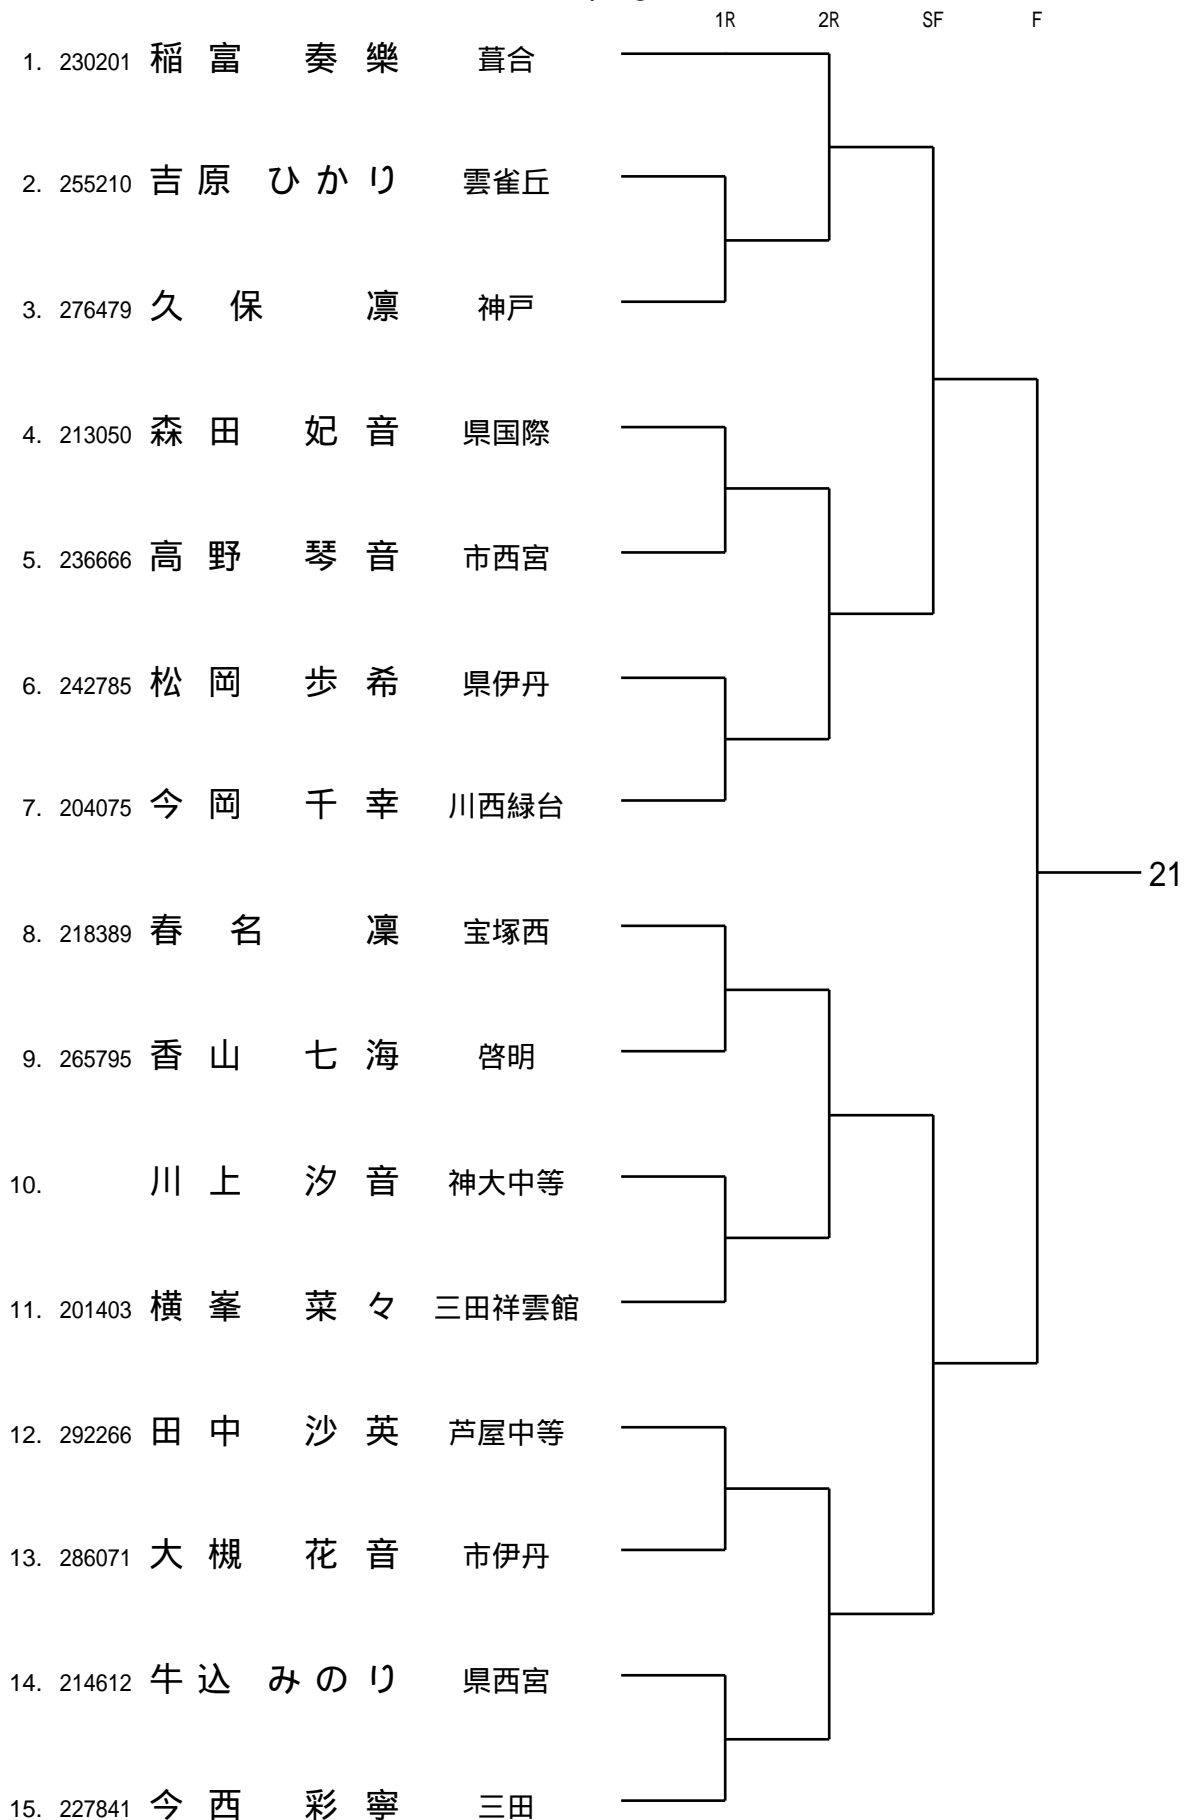 1R 2R SF F
1. 230201 稲富 奏樂 葺合
2. 255210 吉原 ひかり 雲雀丘
3. 276479 久保 凛 神戸
4. 213050 森田 妃音 県国際
5. 236666 高野 琴音 市西宮
6. 242785 松岡 歩希 県伊丹
7. 204075 今岡 千幸 川西緑台
21
8. 218389 春名 凜 宝塚西
9. 265795 香山 七海 啓明
10. 川上 汐音 神大中等
11. 201403 横峯 菜々 三田祥雲館
12. 292266 田中 沙英 芦屋中等
13. 286071 大槻 花音 市伊丹
14. 214612 牛込 みのり 県西宮
15. 227841 今西 彩寧 三田